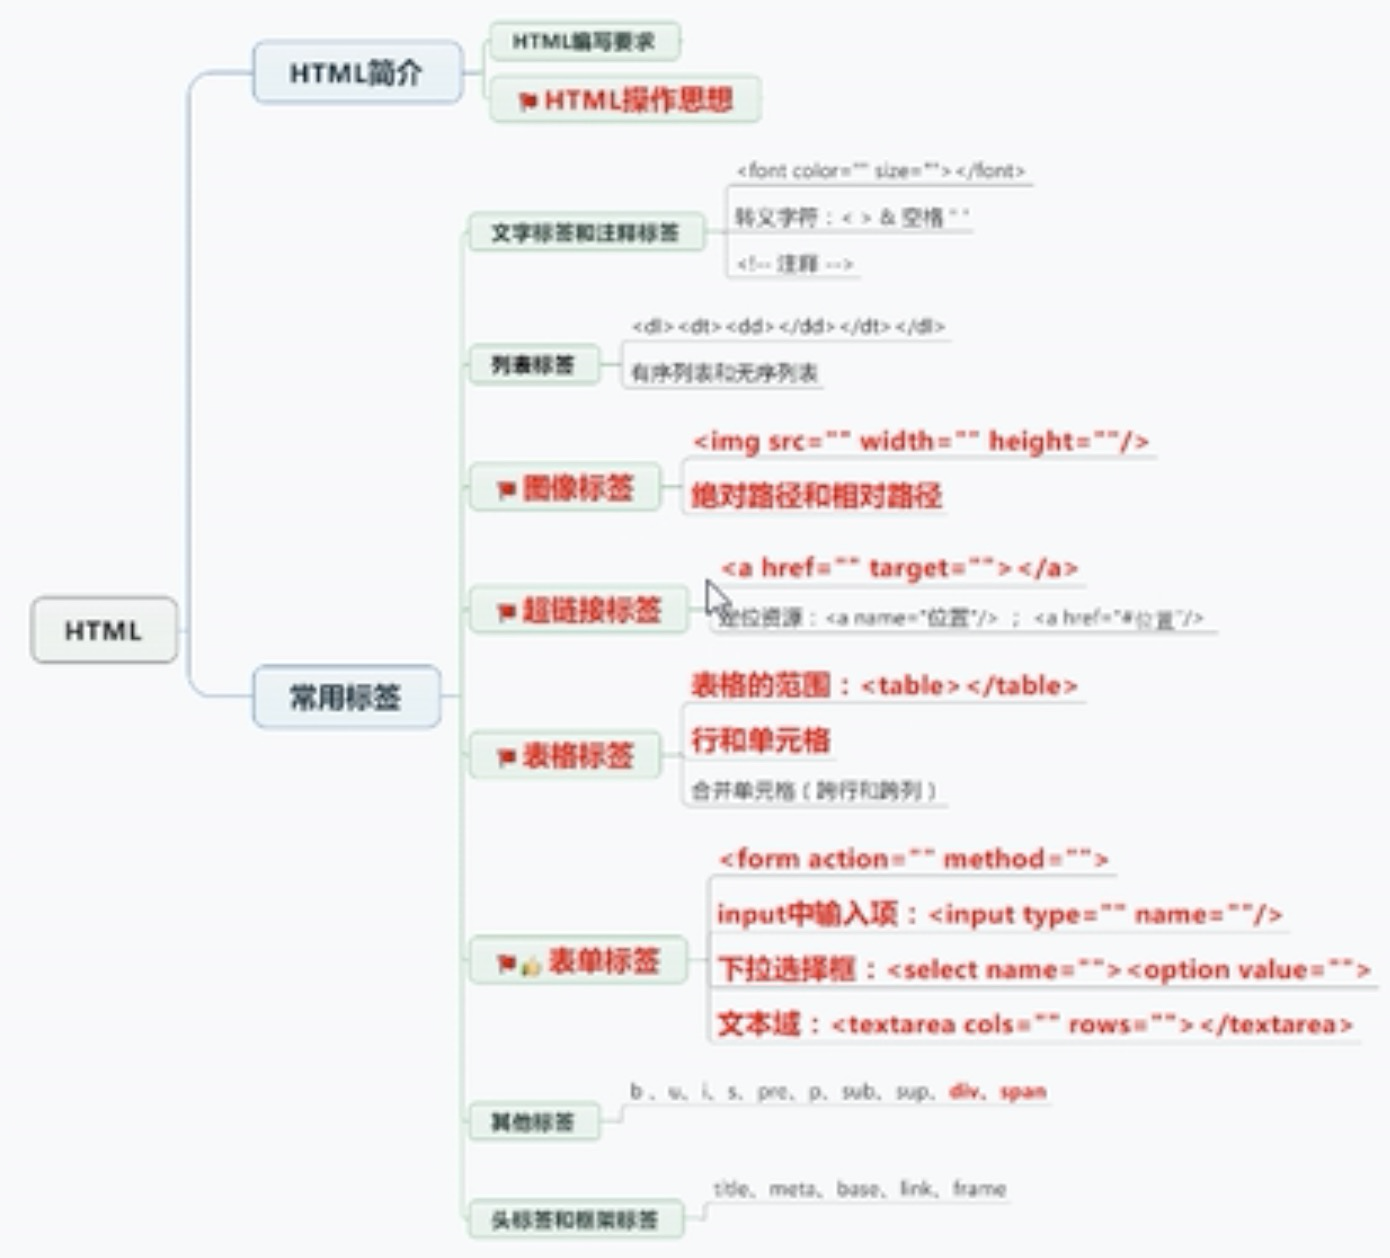 HTML
HTML简介
HTML编写要求
HTML操作思想
常用标签
文字标签和注释标签
<font color="" size=""></font>
转义字符：< > & 空格 " '
<!-- 注释 -->
列表标签
<dl><dt><dd></dd></dt></dl>
有序列表和无序列表
图像标签
<img src="" width="" height=""/>
绝对路径和相对路径
超链接标签
<a href="" target=""></a>
定位资源：<a name="位置"/> ；<a href="#位置"/>
表格标签
表格的范围：<table></table>
行和单元格
合并单元格（跨行和跨列）
表单标签
<form action="" method="">
input中输入项：<input type="" name=""/>
下拉选择框：<select name=""><option value="">
文本域：<textarea cols="" rows=""></textarea>
其他标签
b 、u、i、s、pre、p、sub、sup、div、span
头标签和框架标签
title、meta、base、link、frame